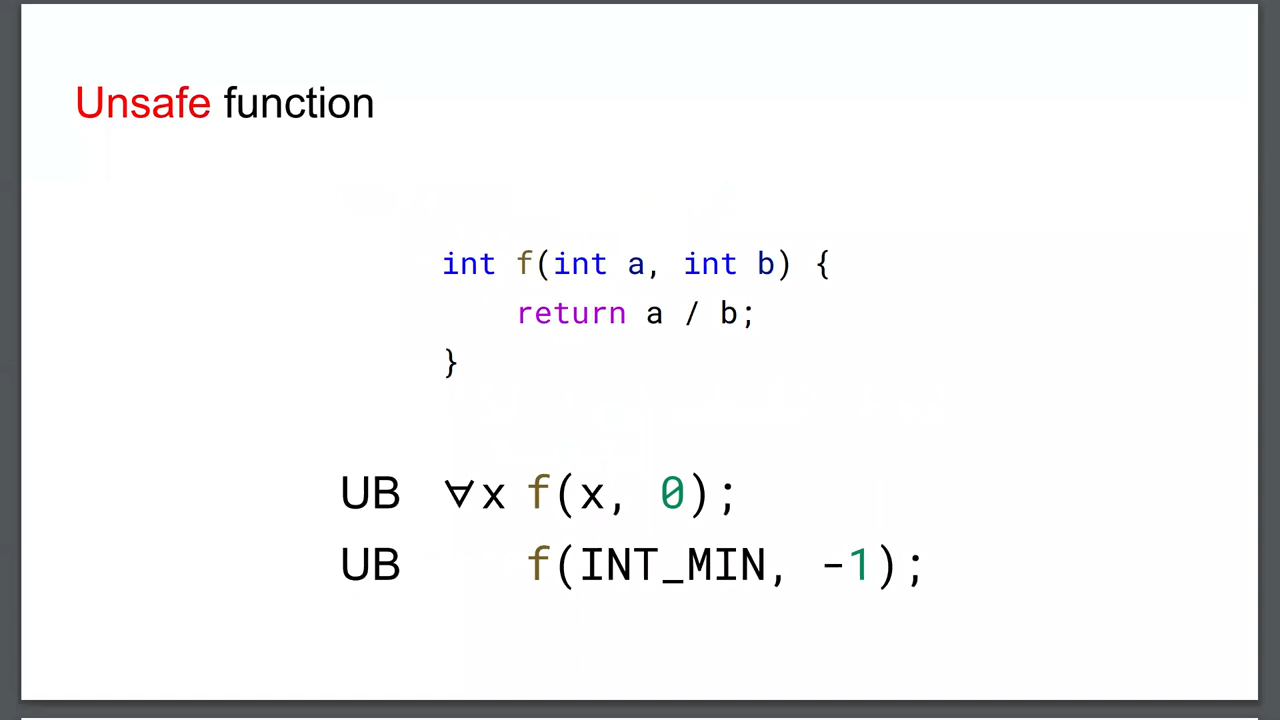 Unsafe function
int f(int a, int b) {
return a / b;
}
UB ∀x f(x, 0);
UB f(INT_MIN, -1);